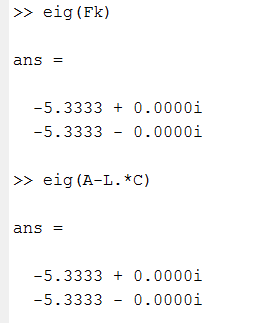 >> eig(Fk)
ans =
-5.3333 + 0.0000i
-5.3333 - 0.0000i
>> eig(A-L.*C)
ans =
-5.3333 + 0.0000i
-5.3333 - 0.0000i